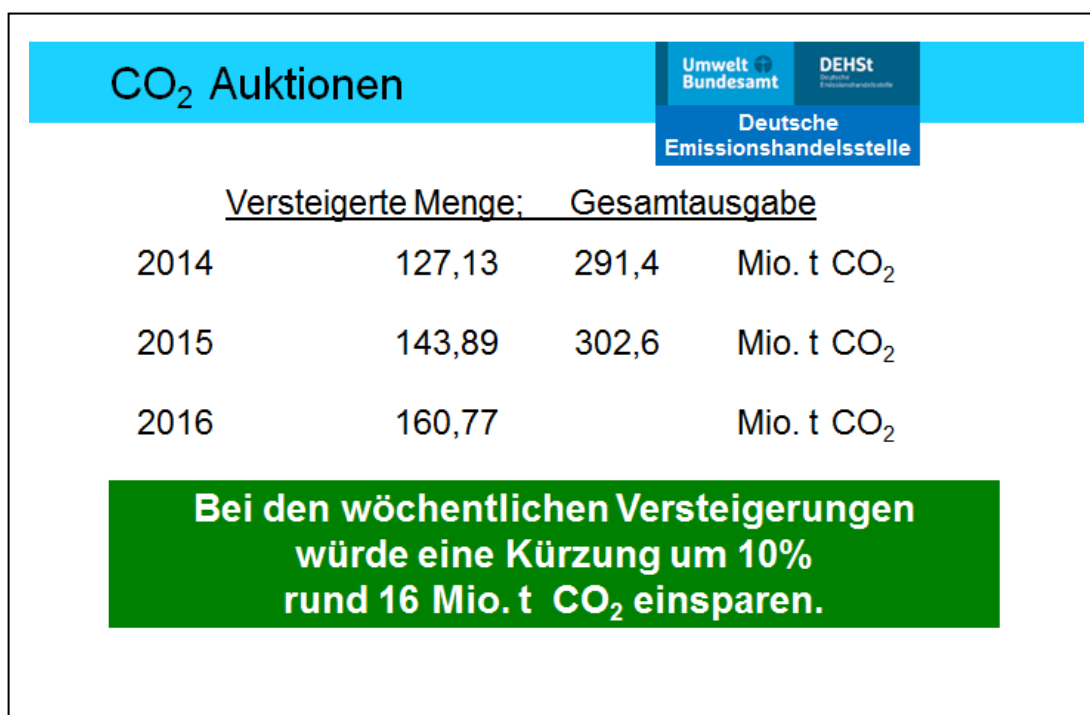 CO₂ Auktionen
Umwelt
Bundesamt
DEHSt
Deutsche
Emissionshandelsstelle
Deutsche
Emissionshandelsstelle
Versteigerte Menge; Gesamtausgabe
2014 127,13 291,4 Mio. t CO₂
2015 143,89 302,6 Mio. t CO₂
2016 160,77 Mio. t CO₂
Bei den wöchentlichen Versteigerungen
würde eine Kürzung um 10%
rund 16 Mio. t CO₂ einsparen.